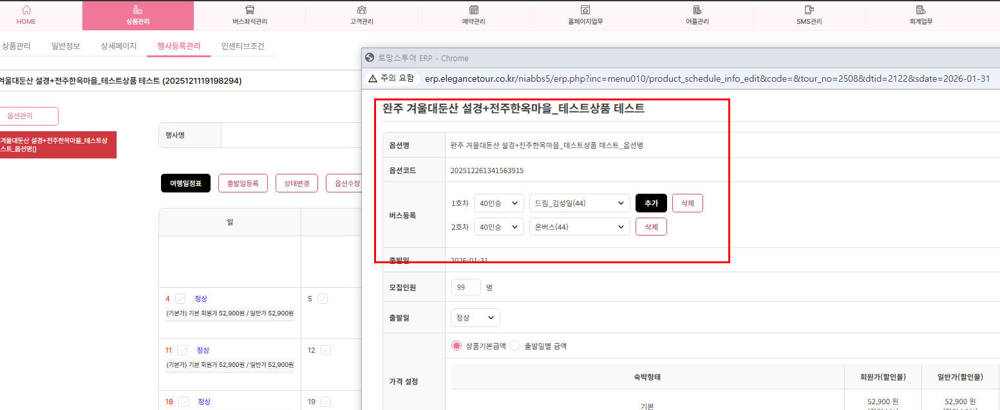 HOME
상품관리
버스좌석관리
고객관리
예약관리
홈페이지업무
어플관리
SMS관리
회계업무
상품관리
일반정보
상세페이지
행사등록관리
인센티브조건
겨울대둔산 설경+전주한옥마을_테스트상품 테스트 (2025121119198294)
옵션관리
겨울대둔산 설경+전주한옥마을_테스트상
스트_옵션명()
행사명
여행일정표
출발일등록
상태변경
옵션수정
일
4 정상
(기본가) 기본 회원가 52,900원 / 일반가 52,900원
5
11 정상
(기본가) 기본 회원가 52,900원 / 일반가 52,900원
12
18 정상
19
로망스투어 ERP - Chrome
주의 요함 erp.elegancetour.co.kr/niabbs5/erp.php?inc=menu010/product_schedule_info_edit&code=&tour_no=2508&dtid=2122&sdate=2026-01-31
완주 겨울대둔산 설경+전주한옥마을_테스트상품 테스트
옵션명 완주 겨울대둔산 설경+전주한옥마을_테스트상품 테스트_옵션명
옵션코드 202512261341563915
버스등록
1호차 40인승 드림_김성일(44) 추가 삭제
2호차 40인승 온버스(44) 삭제
출발일 2026-01-31
모집인원 99 명
출발일 정상
가격 설정
상품기본금액 출발일별 금액
숙박형태 회원가(할인율) 일반가(할인율)
기본 52,900 원 52,900 원